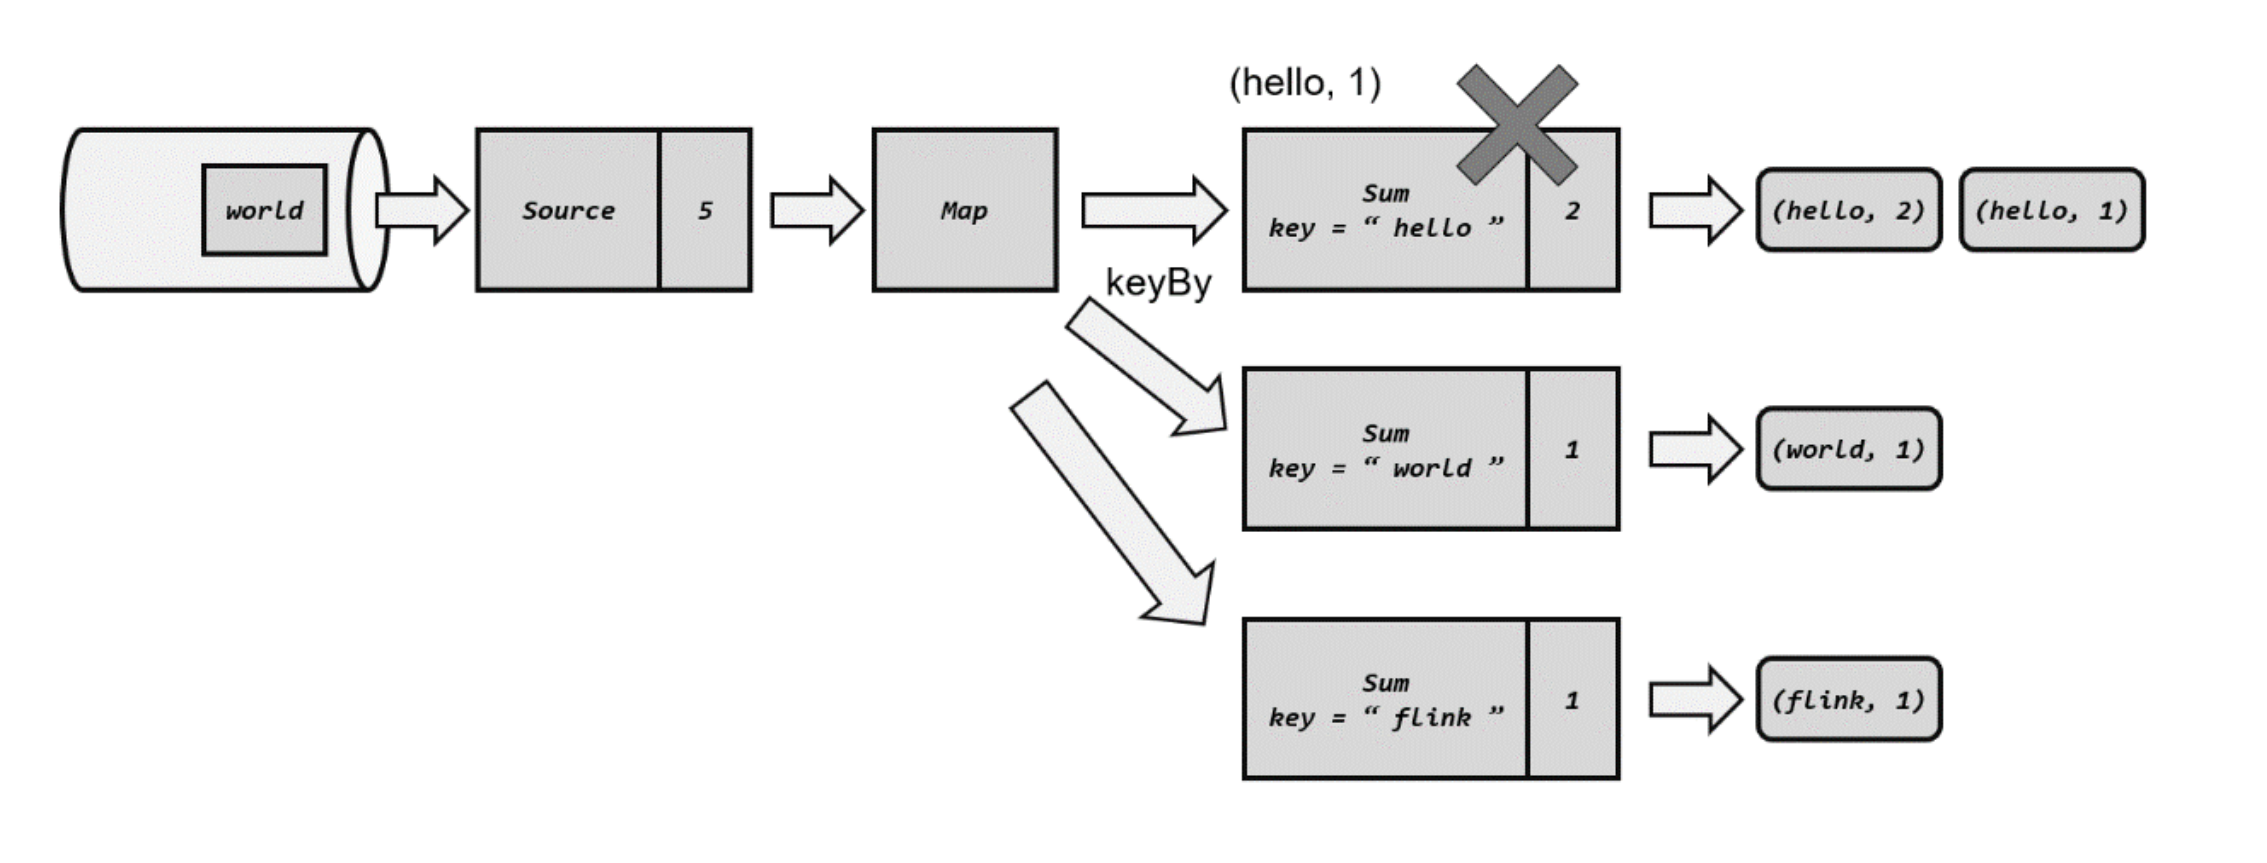 (hello, 1)
world
Source
5
Map
Sum
key = “ hello ”
2
(hello, 2)
(hello, 1)
keyBy
Sum
key = “ world ”
1
(world, 1)
Sum
key = “ flink ”
1
(flink, 1)